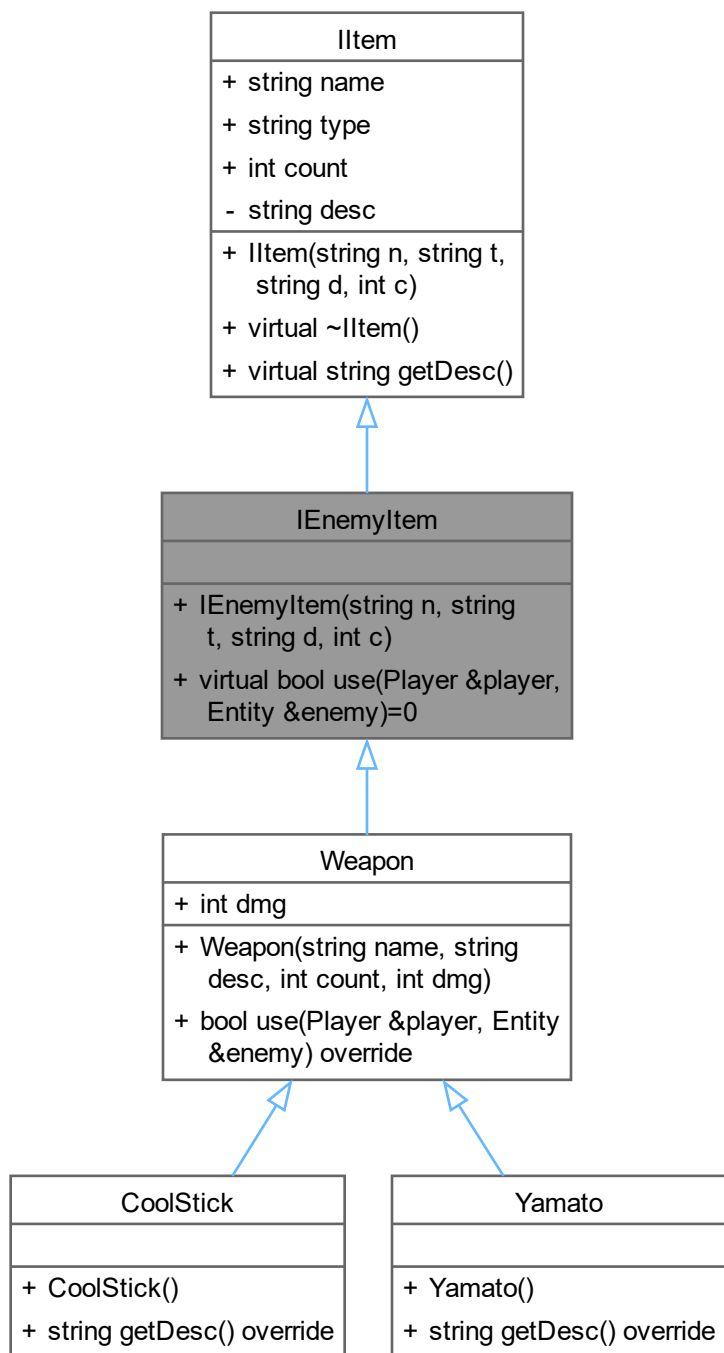 IItem
+ string name
+ string type
+ int count
- string desc
+ IItem(string n, string t,
string d, int c)
+ virtual ~IItem()
+ virtual string getDesc()
IEnemyItem
+ IEnemyItem(string n, string
t, string d, int c)
+ virtual bool use(Player &player,
Entity &enemy)=0
Weapon
+ int dmg
+ Weapon(string name, string
desc, int count, int dmg)
+ bool use(Player &player, Entity
&enemy) override
CoolStick
+ CoolStick()
+ string getDesc() override
Yamato
+ Yamato()
+ string getDesc() override